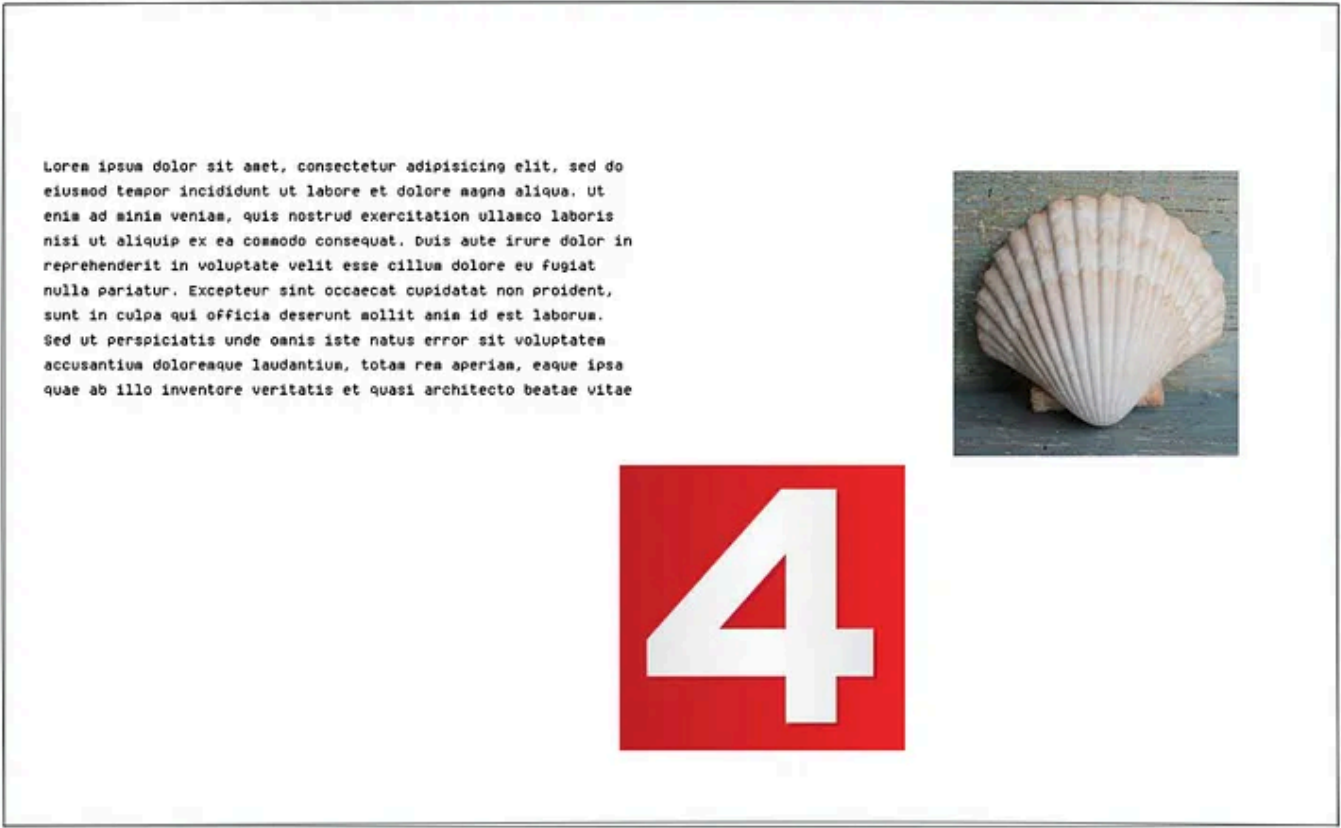 Lorem ipsum dolor sit amet, consectetur adipisicing elit, sed do
eiusmod tempor incididunt ut labore et dolore magna aliqua. Ut
enim ad minim veniam, quis nostrud exercitation ullamco laboris
nisi ut aliquip ex ea commodo consequat. Duis aute irure dolor in
reprehenderit in voluptate velit esse cillum dolore eu fugiat
nulla pariatur. Excepteur sint occaecat cupidatat non proident,
sunt in culpa qui officia deserunt mollit anim id est laborum.
Sed ut perspiciatis unde omnis iste natus error sit voluptatem
accusantium doloremque laudantium, totam rem aperiam, eaque ipsa
quae ab illo inventore veritatis et quasi architecto beatae vitae
4